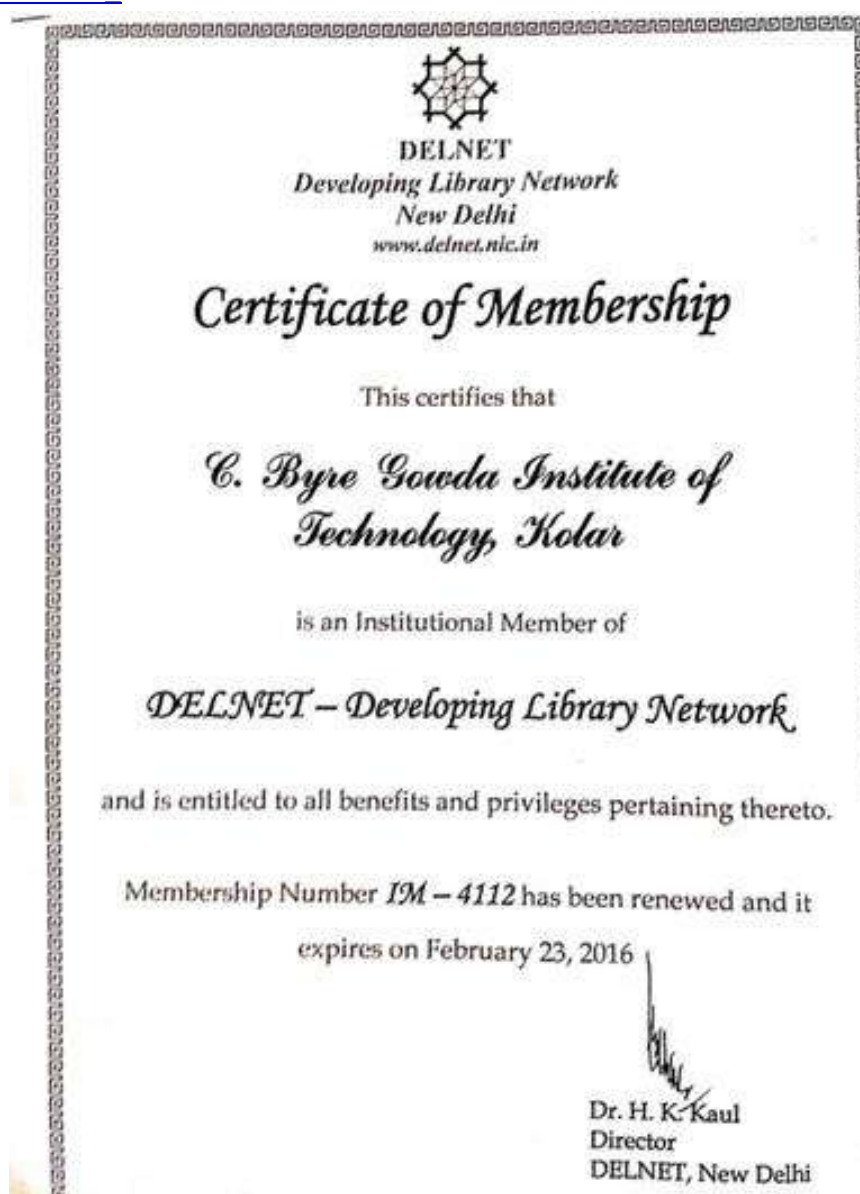 DELNET
Developing Library Network
New Delhi
www.delnet.nic.in
Certificate of Membership
This certifies that
C. Byre Gowda Institute of
Technology, Kolar
is an Institutional Member of
DELNET – Developing Library Network
and is entitled to all benefits and privileges pertaining thereto.
Membership Number IM – 4112 has been renewed and it
expires on February 23, 2016
Dr. H. K. Kaul
Director
DELNET, New Delhi